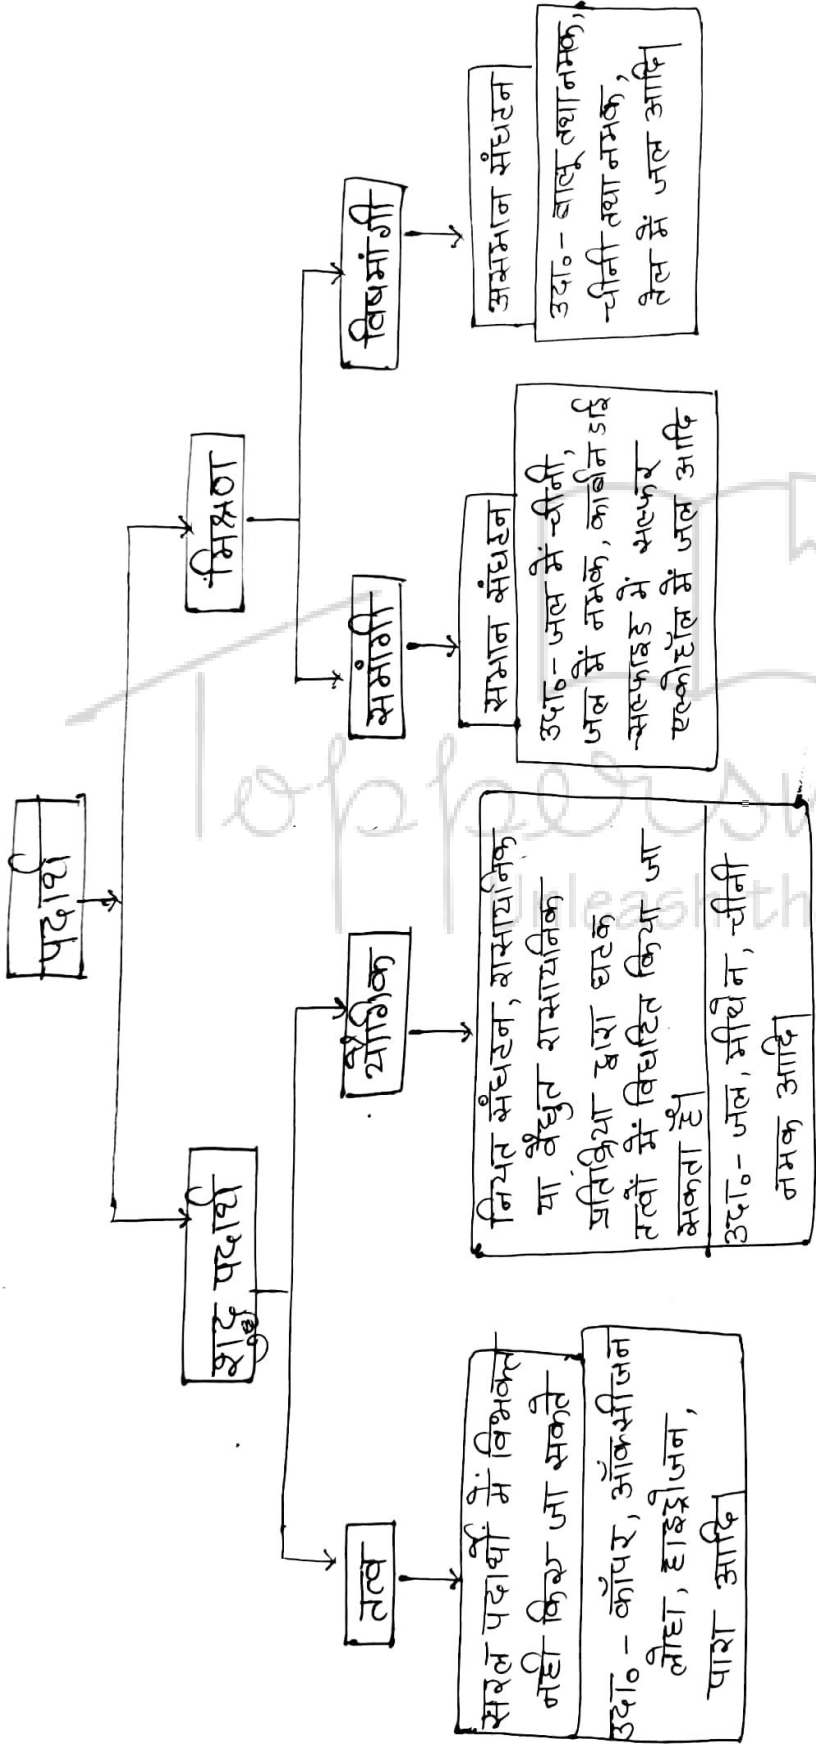 पदार्थ
शुद्ध पदार्थ
मिश्रण
तत्व
यौगिक
समांगी
विषमांगी
सरल पदार्थों में विभक्त
नही किए जा सकते
उदा०- कॉपर, ऑक्सीजन
लोहा, हाइड्रोजन,
पारा आदि।
नियत संघटन, रासायनिक
या वैधुत रासायनिक
प्रतिक्रिया द्वारा घटक
तत्वों में विघटित किया जा
सकता है।
उदा०- जल, मीथेन, चीनी
नमक आदि।
समान संघटन
उदा०- जल में चीनी,
जल में नमक, कार्बन डाई
सल्फाइड में सल्फर
एल्कोहॉल में जल आदि
असमान संघटन
उदा०- बालू तथा नमक,
चीनी तथा नमक,
तेल में जल आदि।